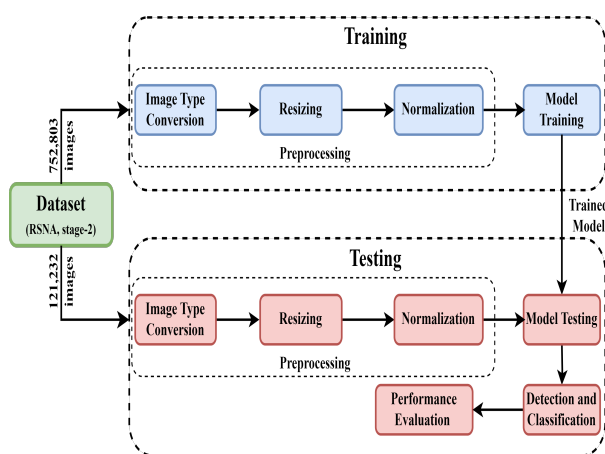 Training
Image Type
Conversion
Resizing
Normalization
Model
Training
Preprocessing
752,803
images
Dataset
(RSNA, stage-2)
121,232
images
Trained
Model
Testing
Image Type
Conversion
Resizing
Normalization
Model Testing
Preprocessing
Performance
Evaluation
Detection and
Classification